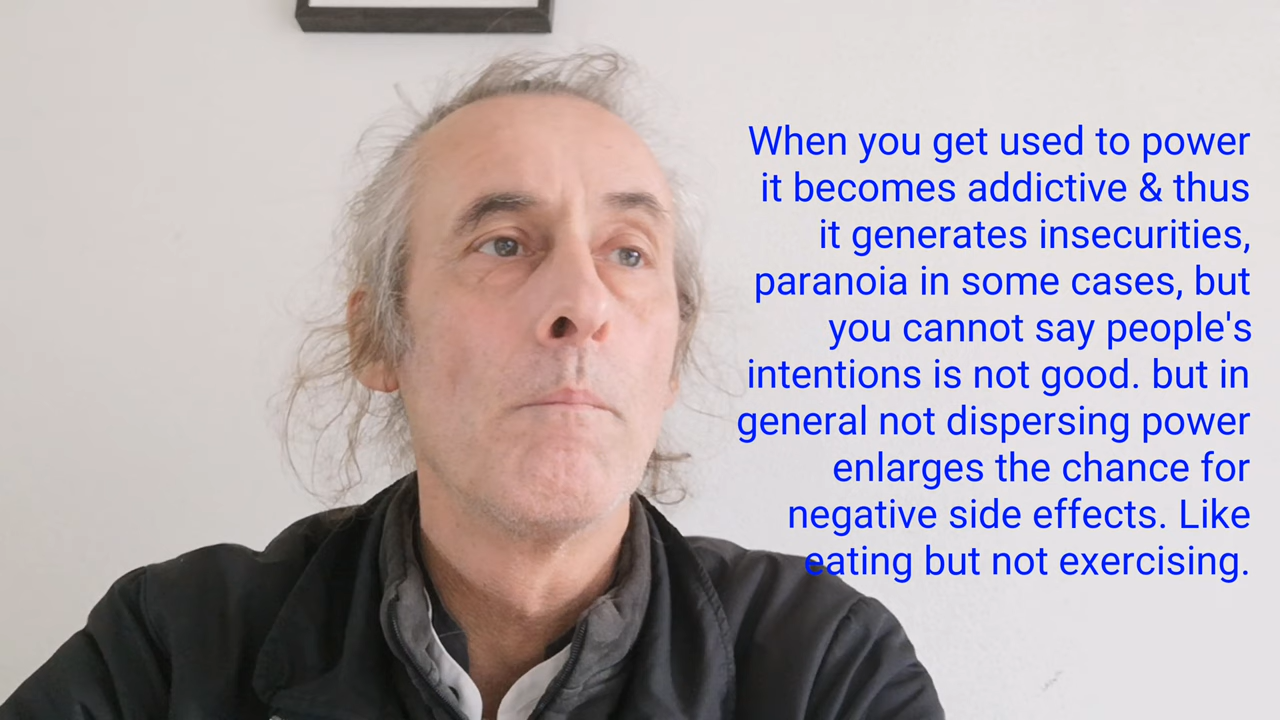 When you get used to power
it becomes addictive & thus
it generates insecurities,
paranoia in some cases, but
you cannot say people's
intentions is not good. but in
general not dispersing power
enlarges the chance for
negative side effects. Like
eating but not exercising.